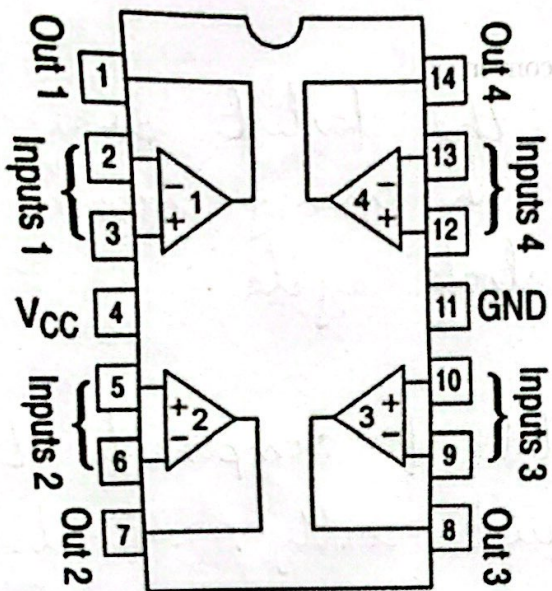 Out 1
1
14
Out 4
Inputs 1
2
3
−
+
1
4
−
+
13
12
Inputs 4
VCC
4
11
GND
Inputs 2
5
6
+
−
2
3
+
−
10
9
Inputs 3
Out 2
7
8
Out 3